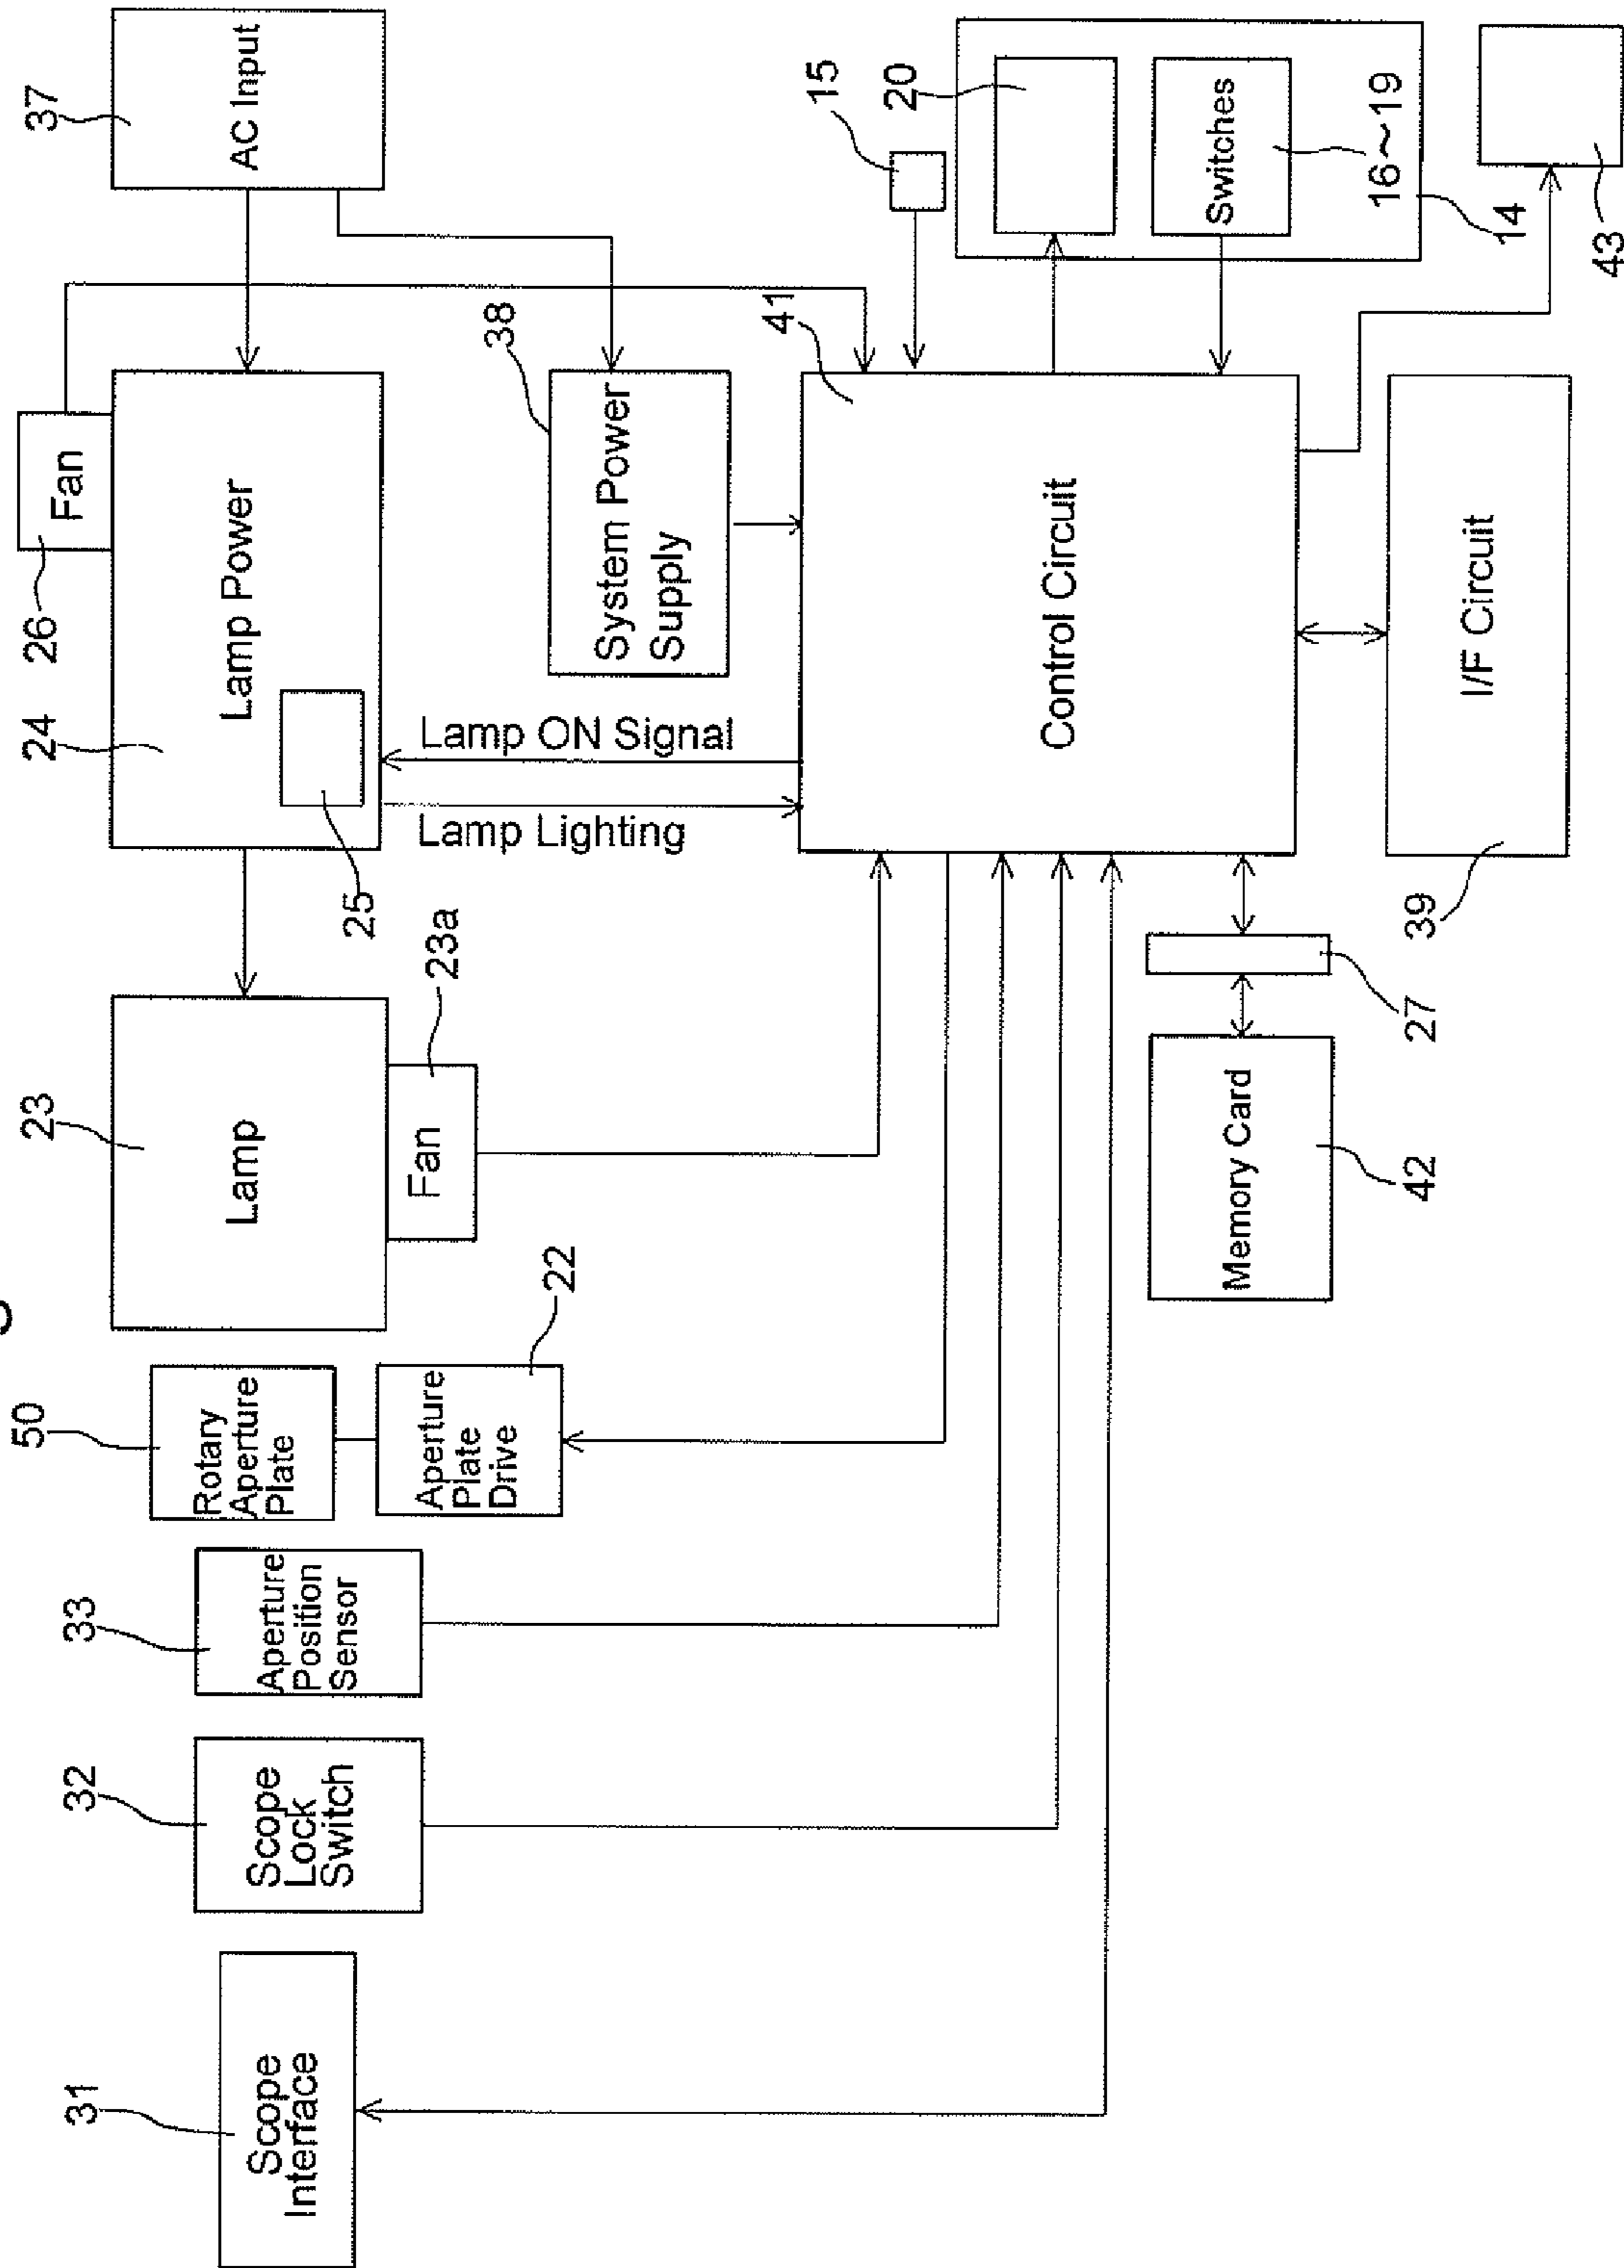 31
32
33
50
23
24
26
37
Scope
Interface
Scope
Lock
Switch
Aperture
Position
Sensor
Rotary
Aperture
Plate
Lamp
Lamp Power
Fan
AC Input
25
22
Aperture
Plate
Drive
Fan
23a
Lamp Lighting
Lamp ON Signal
38
System Power
Supply
41
15
20
Control Circuit
Switches
16~19
14
Memory Card
42
27
39
I/F Circuit
43